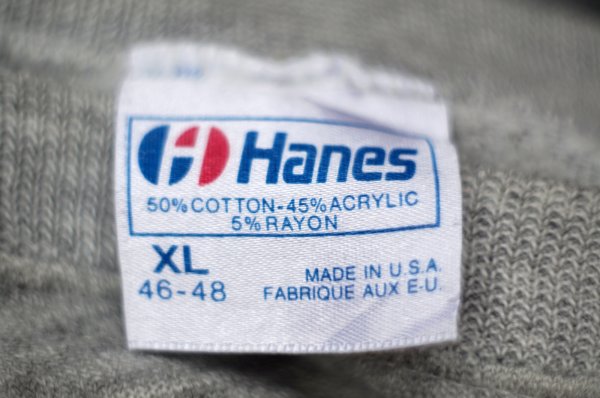 Hanes
50% COTTON-45% ACRYLIC
5% RAYON
XL
46-48
MADE IN U.S.A.
FABRIQUE AUX E-U.